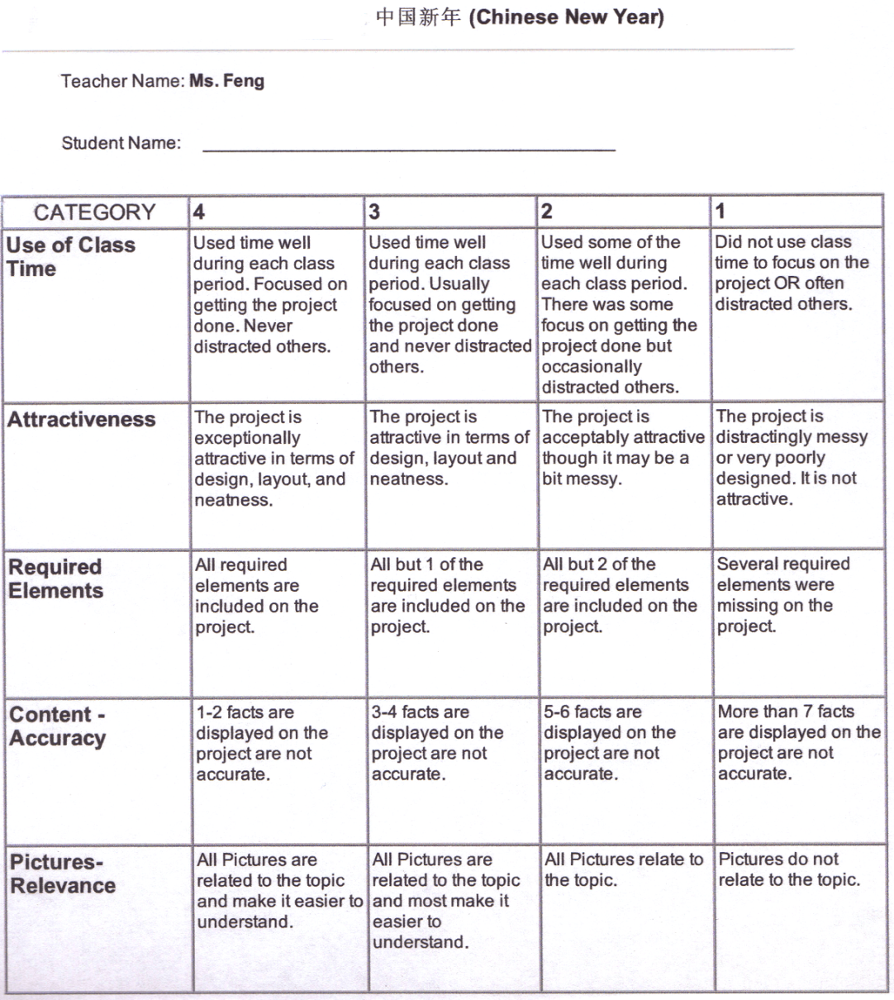 中国新年 (Chinese New Year)
Teacher Name: Ms. Feng
Student Name:
CATEGORY
4
3
2
1
Use of Class
Time
Used time well
during each class
period. Focused on
getting the project
done. Never
distracted others.
Used time well
during each class
period. Usually
focused on getting
the project done
and never distracted
others.
Used some of the
time well during
each class period.
There was some
focus on getting the
project done but
occasionally
distracted others.
Did not use class
time to focus on the
project OR often
distracted others.
Attractiveness
The project is
exceptionally
attractive in terms of
design, layout, and
neatness.
The project is
attractive in terms of
design, layout and
neatness.
The project is
acceptably attractive
though it may be a
bit messy.
The project is
distractingly messy
or very poorly
designed. It is not
attractive.
Required
Elements
All required
elements are
included on the
project.
All but 1 of the
required elements
are included on the
project.
All but 2 of the
required elements
are included on the
project.
Several required
elements were
missing on the
project.
Content -
Accuracy
1-2 facts are
displayed on the
project are not
accurate.
3-4 facts are
displayed on the
project are not
accurate.
5-6 facts are
displayed on the
project are not
accurate.
More than 7 facts
are displayed on the
project are not
accurate.
Pictures-
Relevance
All Pictures are
related to the topic
and make it easier to
understand.
All Pictures are
related to the topic
and most make it
easier to
understand.
All Pictures relate to
the topic.
Pictures do not
relate to the topic.